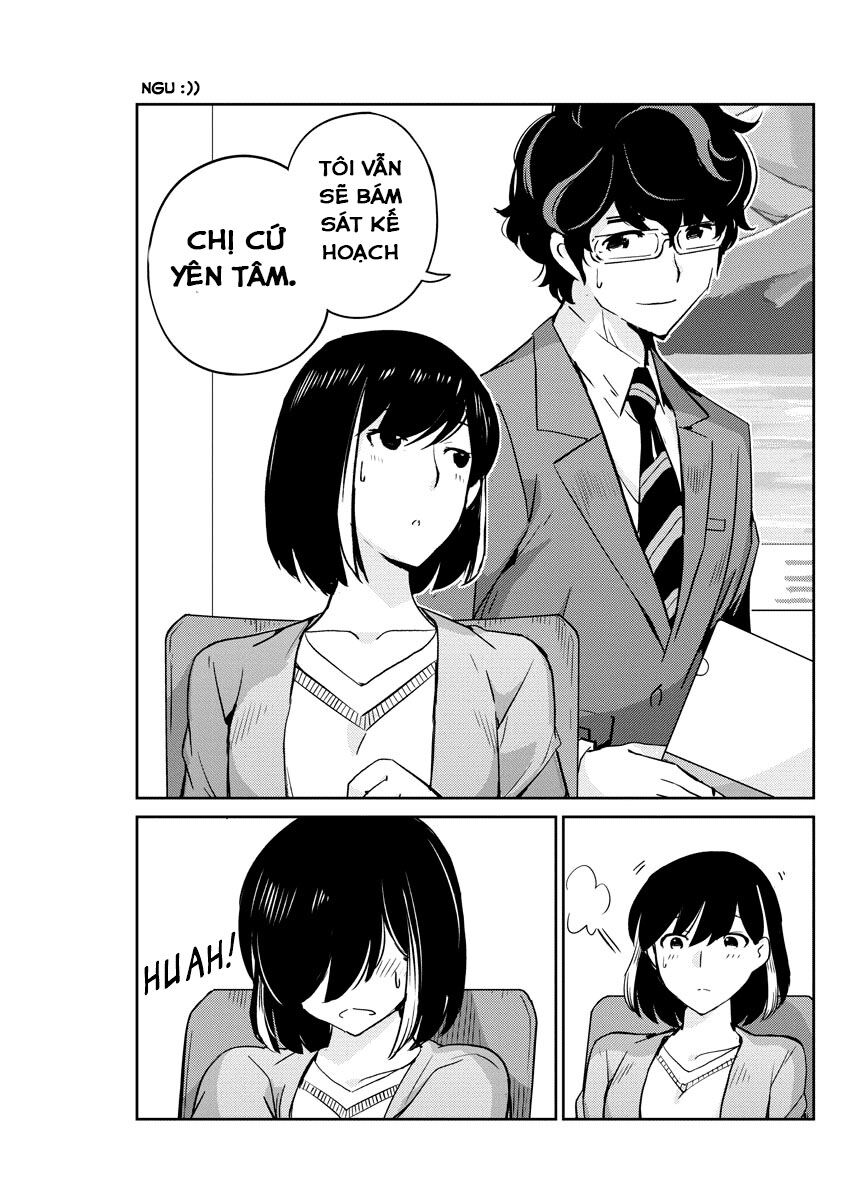 NGU :))
TÔI VẪN
SẼ BÁM
SÁT KẾ
HOẠCH
CHỊ CỨ
YÊN TÂM.
HUAH!